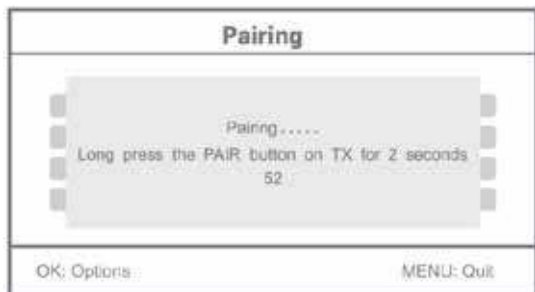 Pairing
Pairing.....
Long press the PAIR button on TX for 2 seconds
52
OK: Options
MENU: Quit